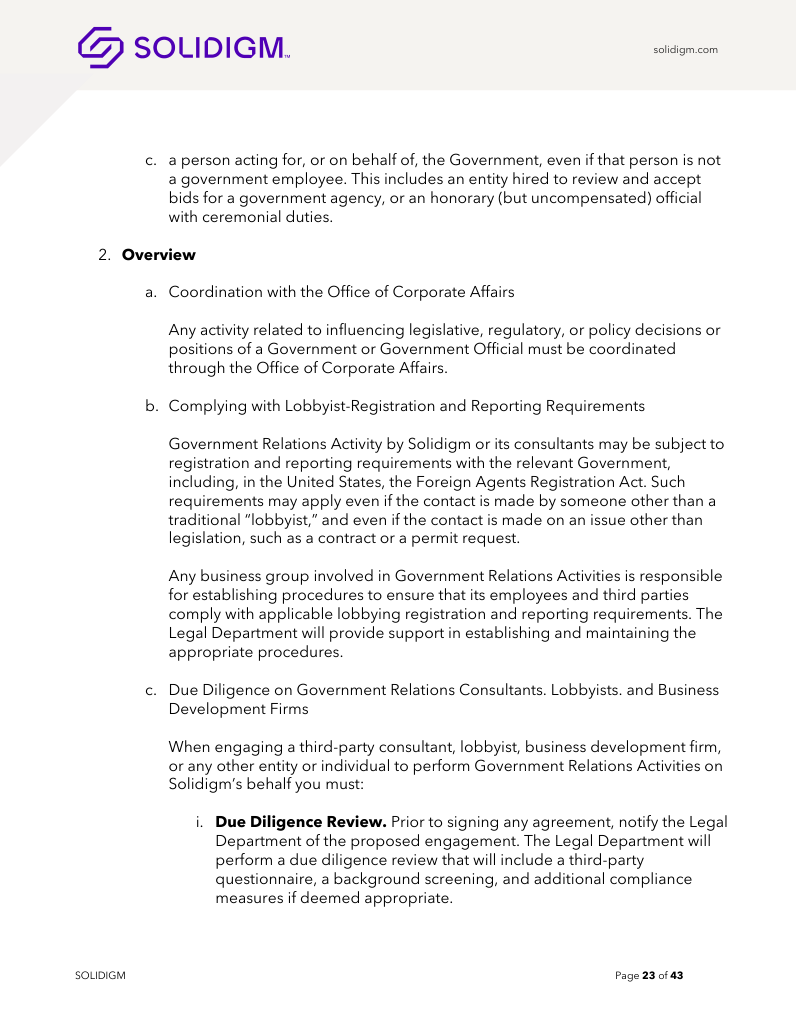 SOLIDIGM™
solidigm.com
c. a person acting for, or on behalf of, the Government, even if that person is not
a government employee. This includes an entity hired to review and accept
bids for a government agency, or an honorary (but uncompensated) official
with ceremonial duties.
2. Overview
a. Coordination with the Office of Corporate Affairs
Any activity related to influencing legislative, regulatory, or policy decisions or
positions of a Government or Government Official must be coordinated
through the Office of Corporate Affairs.
b. Complying with Lobbyist-Registration and Reporting Requirements
Government Relations Activity by Solidigm or its consultants may be subject to
registration and reporting requirements with the relevant Government,
including, in the United States, the Foreign Agents Registration Act. Such
requirements may apply even if the contact is made by someone other than a
traditional “lobbyist,” and even if the contact is made on an issue other than
legislation, such as a contract or a permit request.
Any business group involved in Government Relations Activities is responsible
for establishing procedures to ensure that its employees and third parties
comply with applicable lobbying registration and reporting requirements. The
Legal Department will provide support in establishing and maintaining the
appropriate procedures.
c. Due Diligence on Government Relations Consultants. Lobbyists. and Business
Development Firms
When engaging a third-party consultant, lobbyist, business development firm,
or any other entity or individual to perform Government Relations Activities on
Solidigm’s behalf you must:
i. Due Diligence Review. Prior to signing any agreement, notify the Legal
Department of the proposed engagement. The Legal Department will
perform a due diligence review that will include a third-party
questionnaire, a background screening, and additional compliance
measures if deemed appropriate.
SOLIDIGM
Page 23 of 43